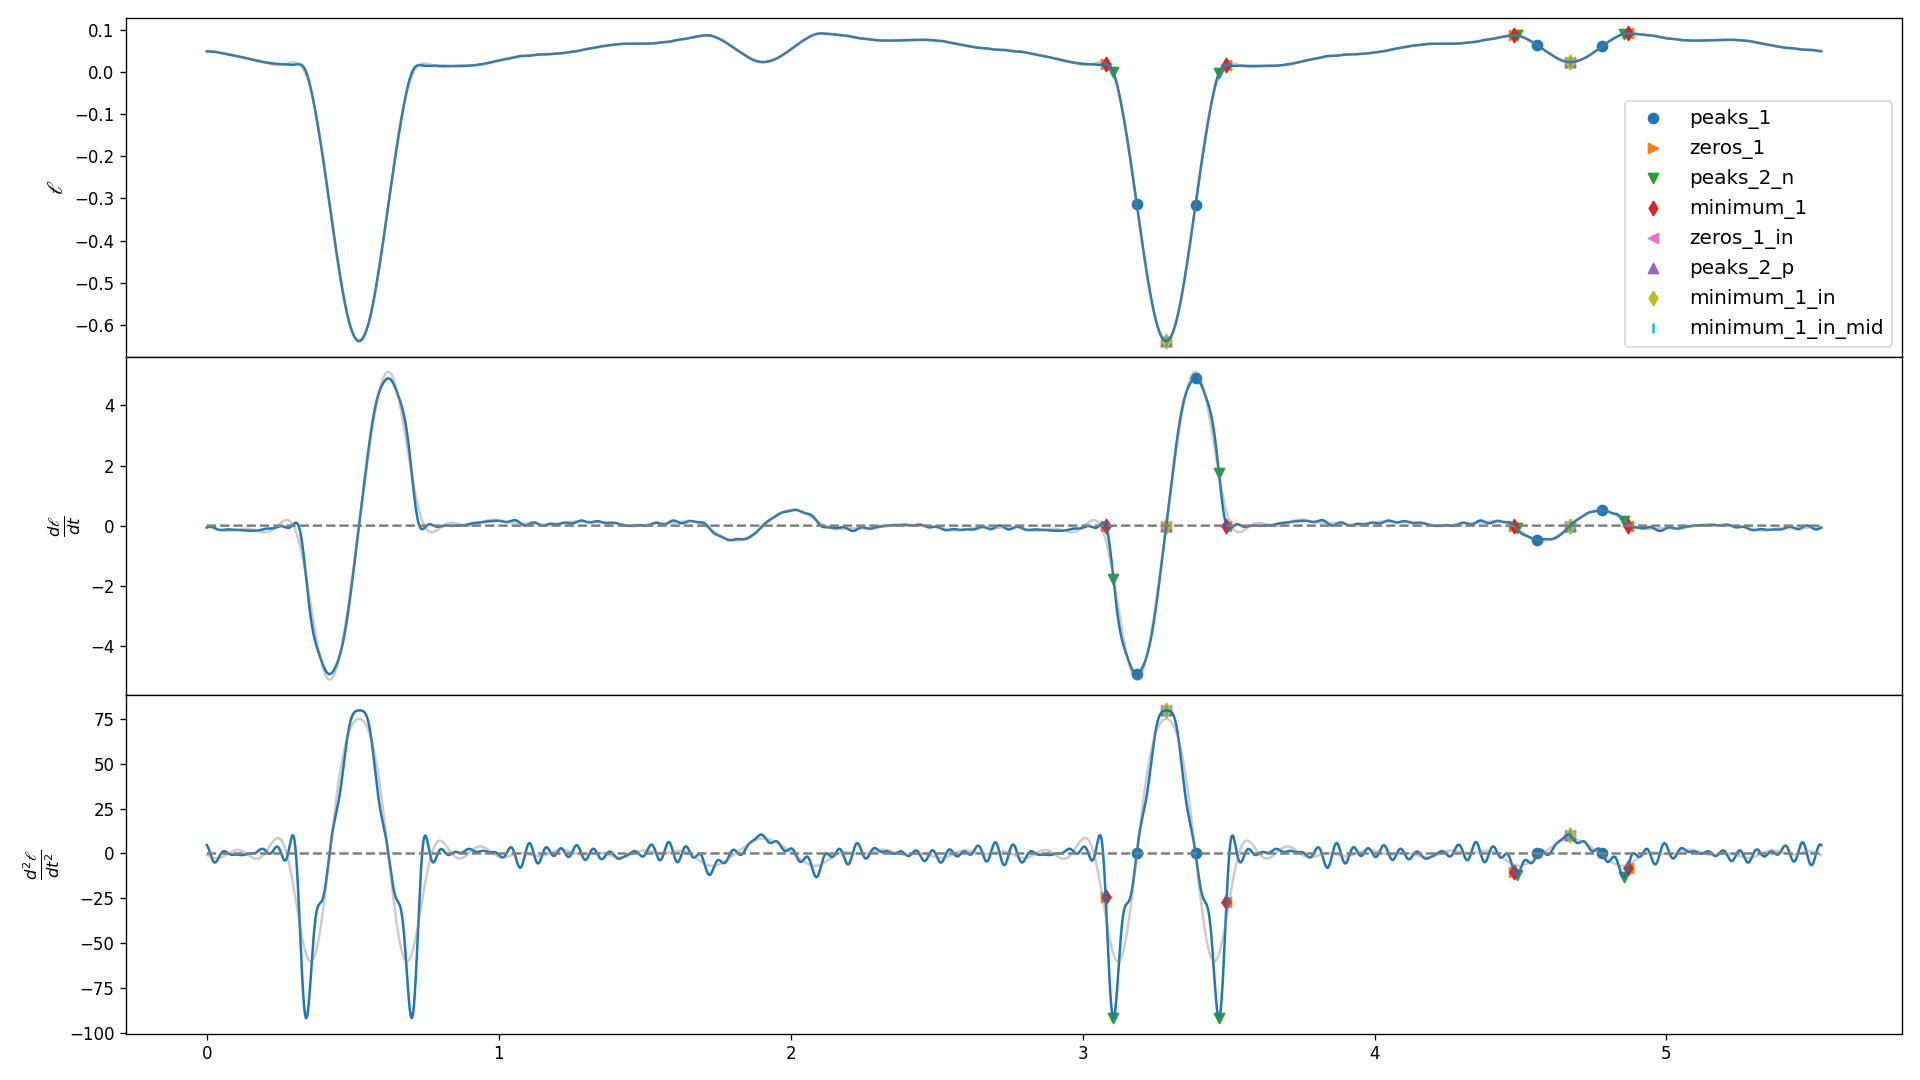 0.1
0.0
−0.1
−0.2
−0.3
−0.4
−0.5
−0.6
ℓ
peaks_1
zeros_1
peaks_2_n
minimum_1
zeros_1_in
peaks_2_p
minimum_1_in
minimum_1_in_mid
4
2
0
−2
−4
dℓ
dt
75
50
25
0
−25
−50
−75
−100
d²ℓ
dt²
0 1 2 3 4 5